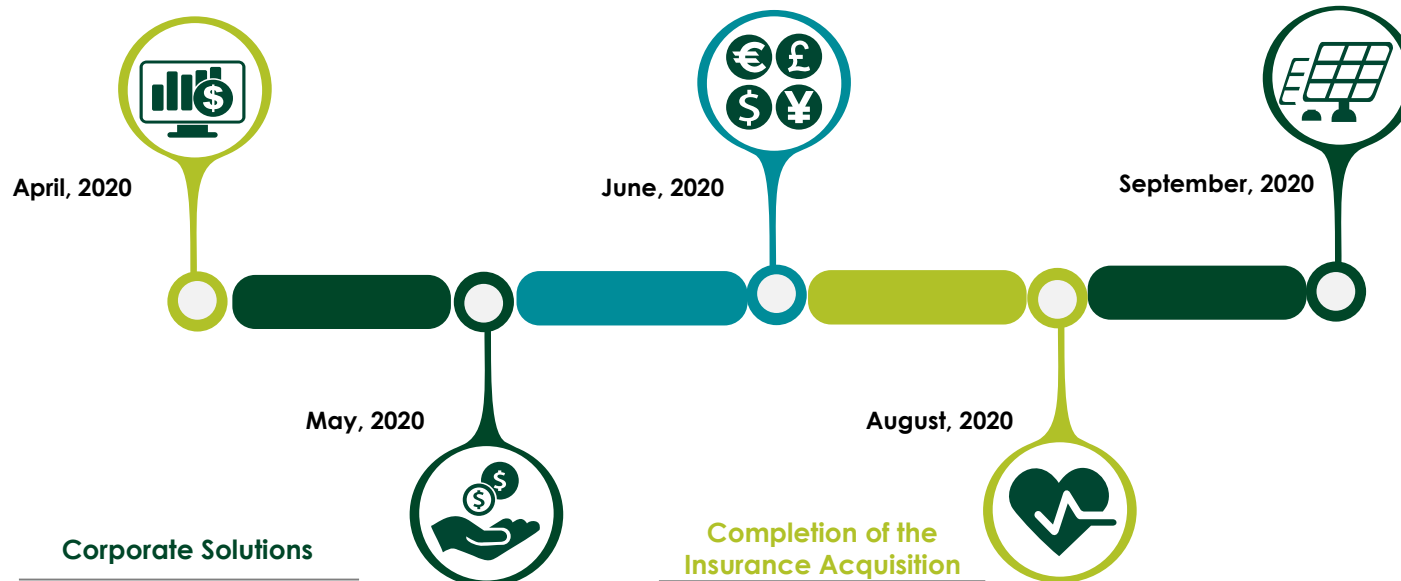 $
€ £
$ ¥
April, 2020
June, 2020
September, 2020
May, 2020
August, 2020
$
$
Corporate Solutions
Completion of the
Insurance Acquisition